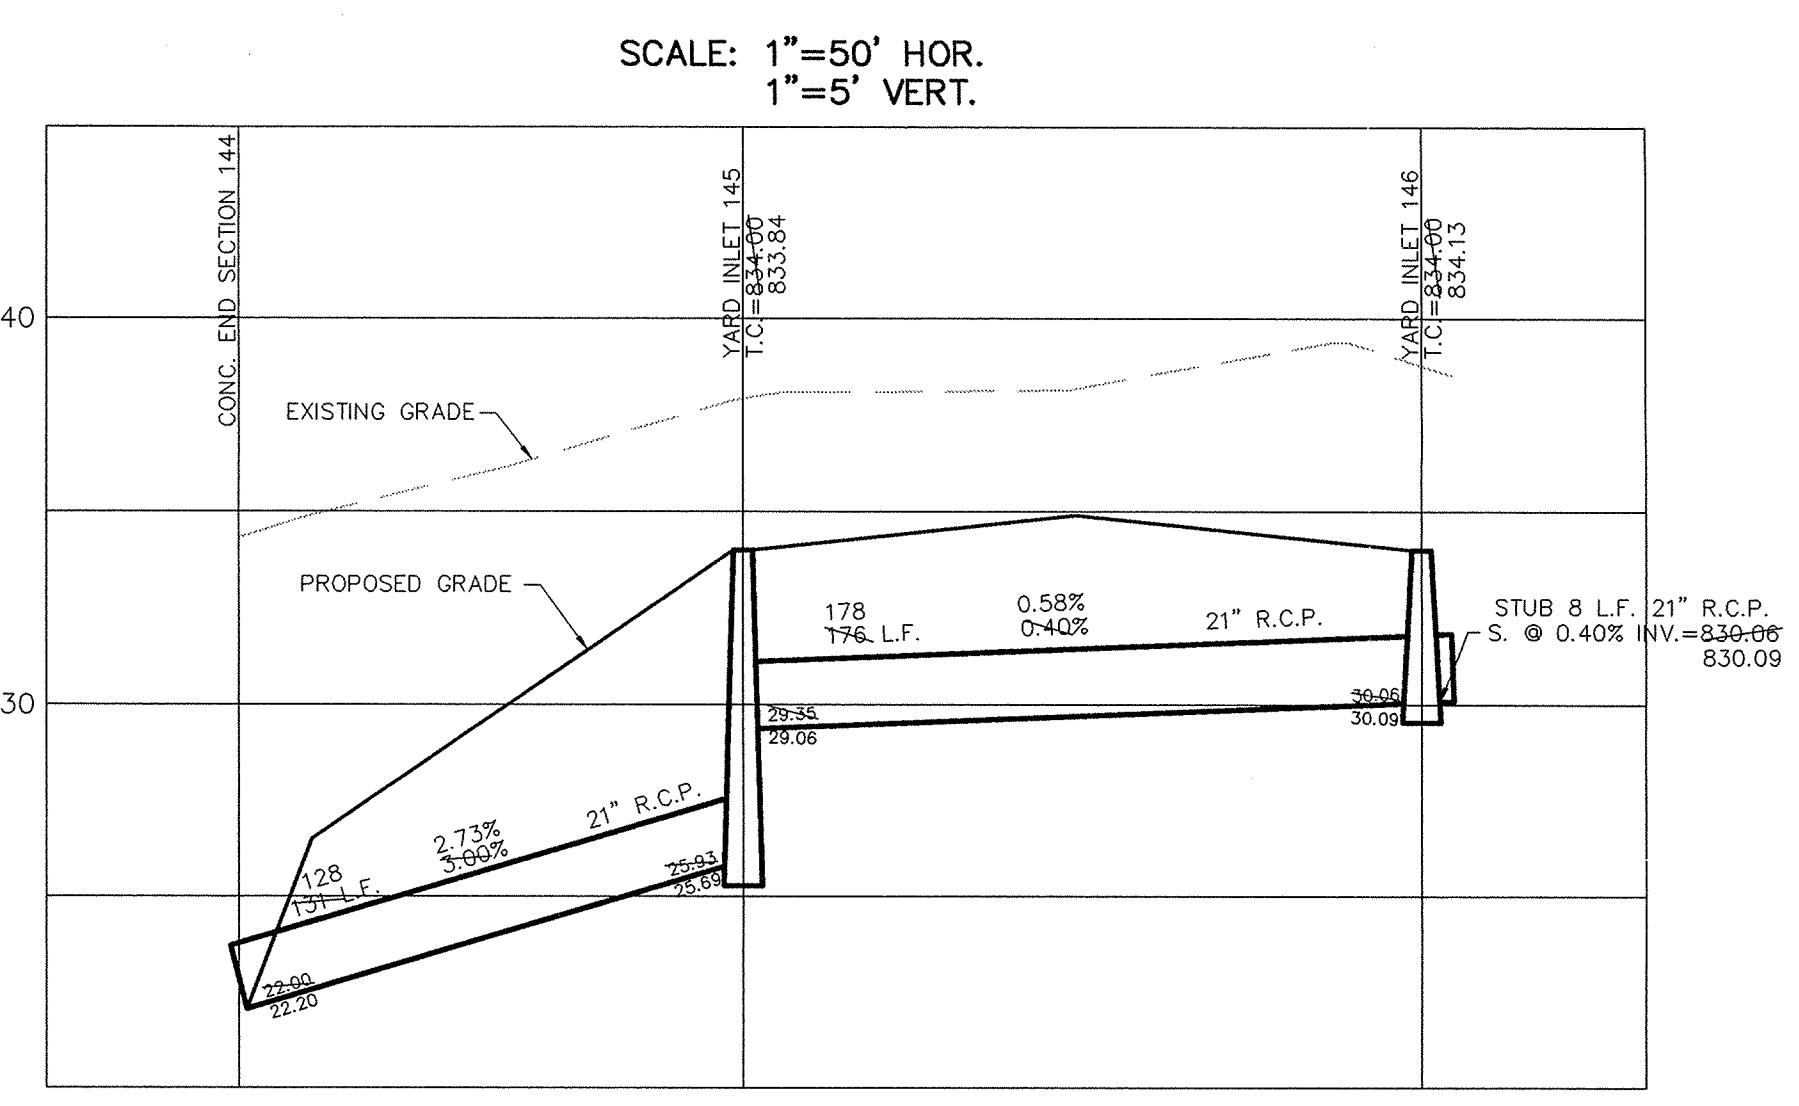 SCALE: 1"=50' HOR.
1"=5' VERT.
CONC. END SECTION 144
YARD INLET 145
T.C.=834.00
833.84
YARD INLET 146
T.C.=834.00
834.13
40
EXISTING GRADE
PROPOSED GRADE
178
176 L.F.
0.58%
0.40%
21" R.C.P.
STUB 8 L.F. 21" R.C.P.
S. @ 0.40% INV.=830.06
830.09
30
29.35
29.06
30.06
30.09
128
131 L.F.
2.73%
3.00%
21" R.C.P.
25.93
25.69
22.00
22.20